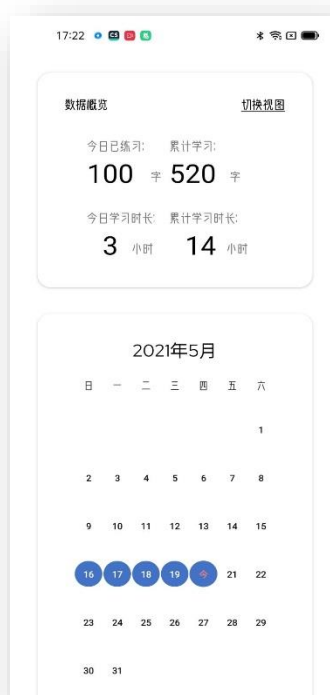 17:22
数据概览 切换视图
今日已练习: 累计学习:
100 字 520 字
今日学习时长: 累计学习时长:
3 小时 14 小时
2021年5月
日 一 二 三 四 五 六
1
2 3 4 5 6 7 8
9 10 11 12 13 14 15
16 17 18 19 今 21 22
23 24 25 26 27 28 29
30 31